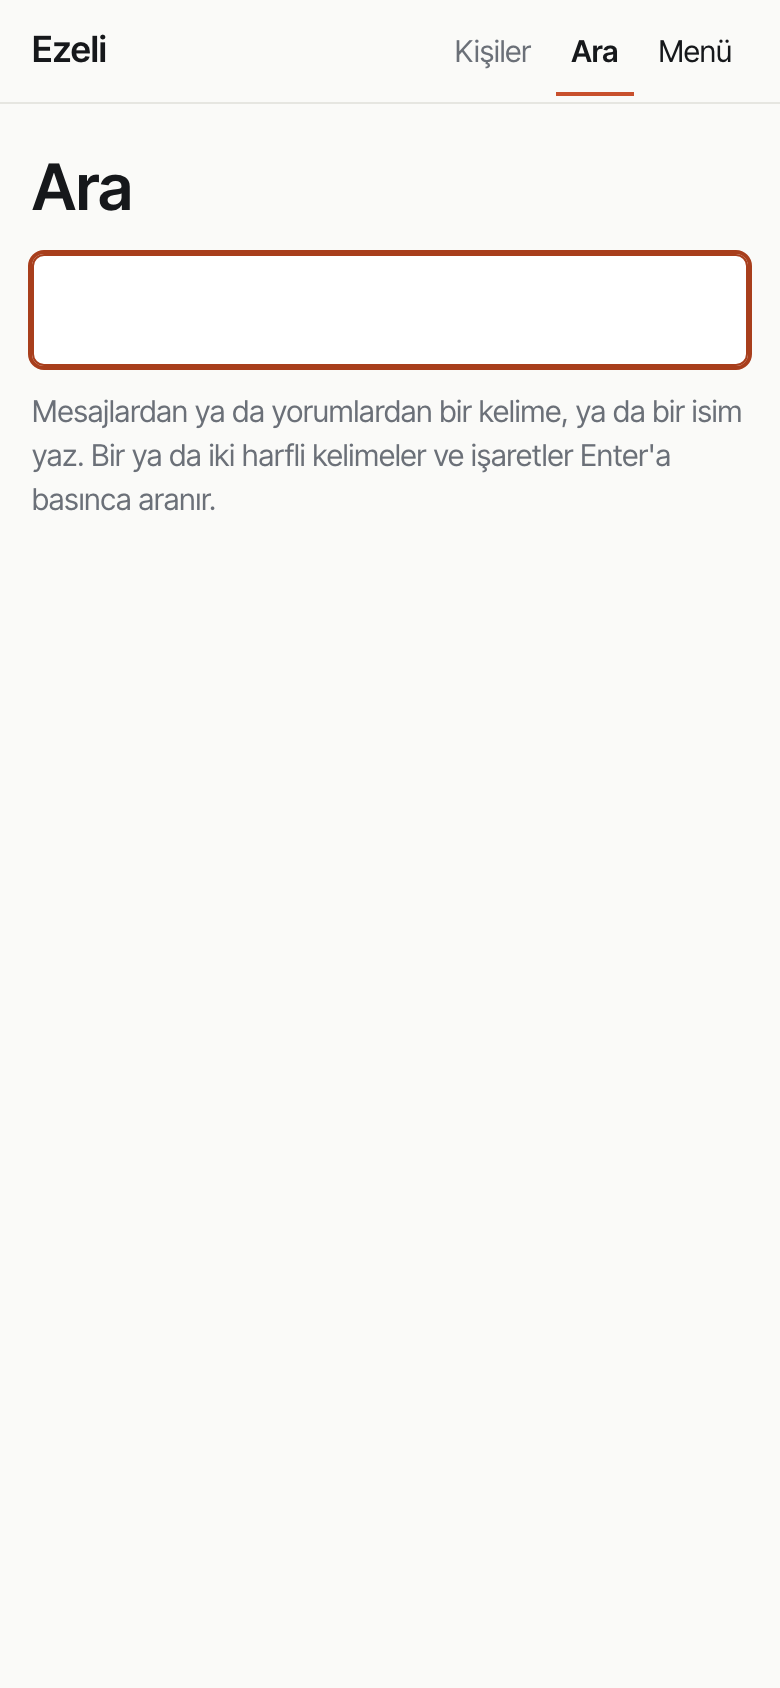 Ezeli
Kişiler
Ara
Menü
Ara
Mesajlardan ya da yorumlardan bir kelime, ya da bir isim
yaz. Bir ya da iki harfli kelimeler ve işaretler Enter'a
basınca aranır.